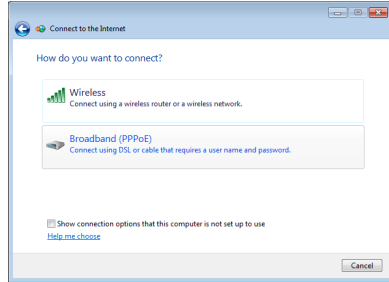 Connect to the Internet
How do you want to connect?
Wireless
Connect using a wireless router or a wireless network.
Broadband (PPPoE)
Connect using DSL or cable that requires a user name and password.
Show connection options that this computer is not set up to use
Help me choose
Cancel